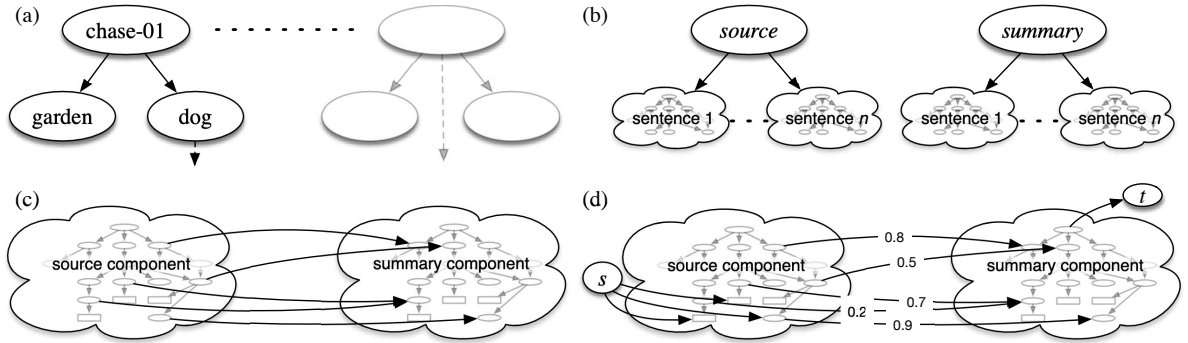 (a)
chase-01
garden
dog
(b)
source
summary
sentence 1
sentence n
sentence 1
sentence n
(c)
source component
summary component
(d)
s
source component
0.8
0.5
0.7
0.2
0.9
summary component
t